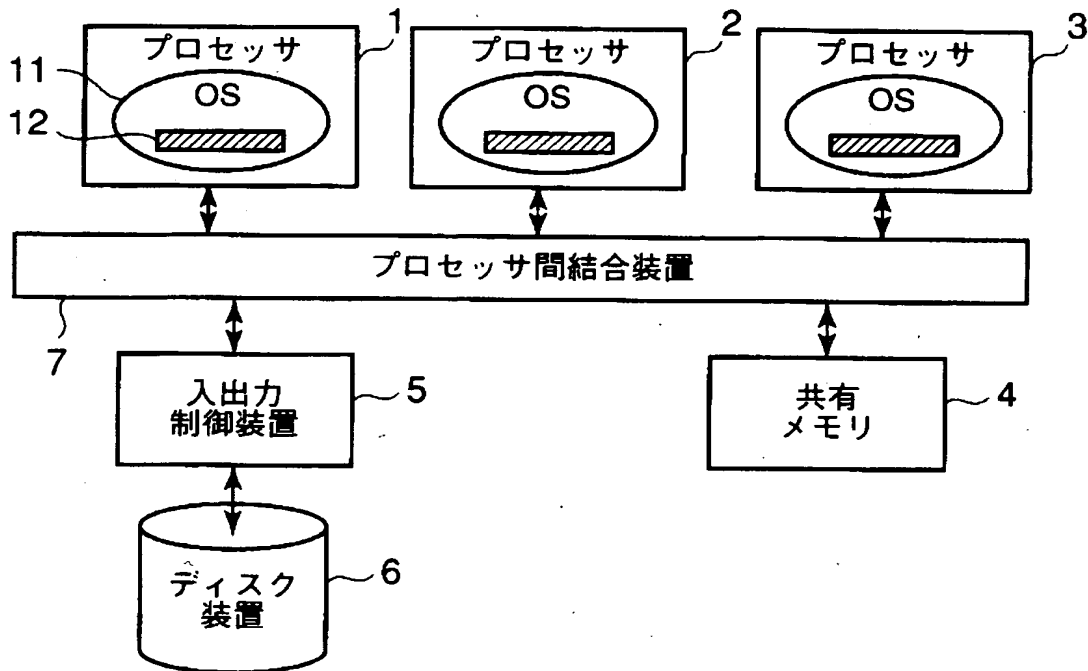 プロセッサ
1
プロセッサ
2
プロセッサ
3
11
OS
OS
OS
12
プロセッサ間結合装置
7
入出力
制御装置
5
共有
メモリ
4
ディスク
装置
6